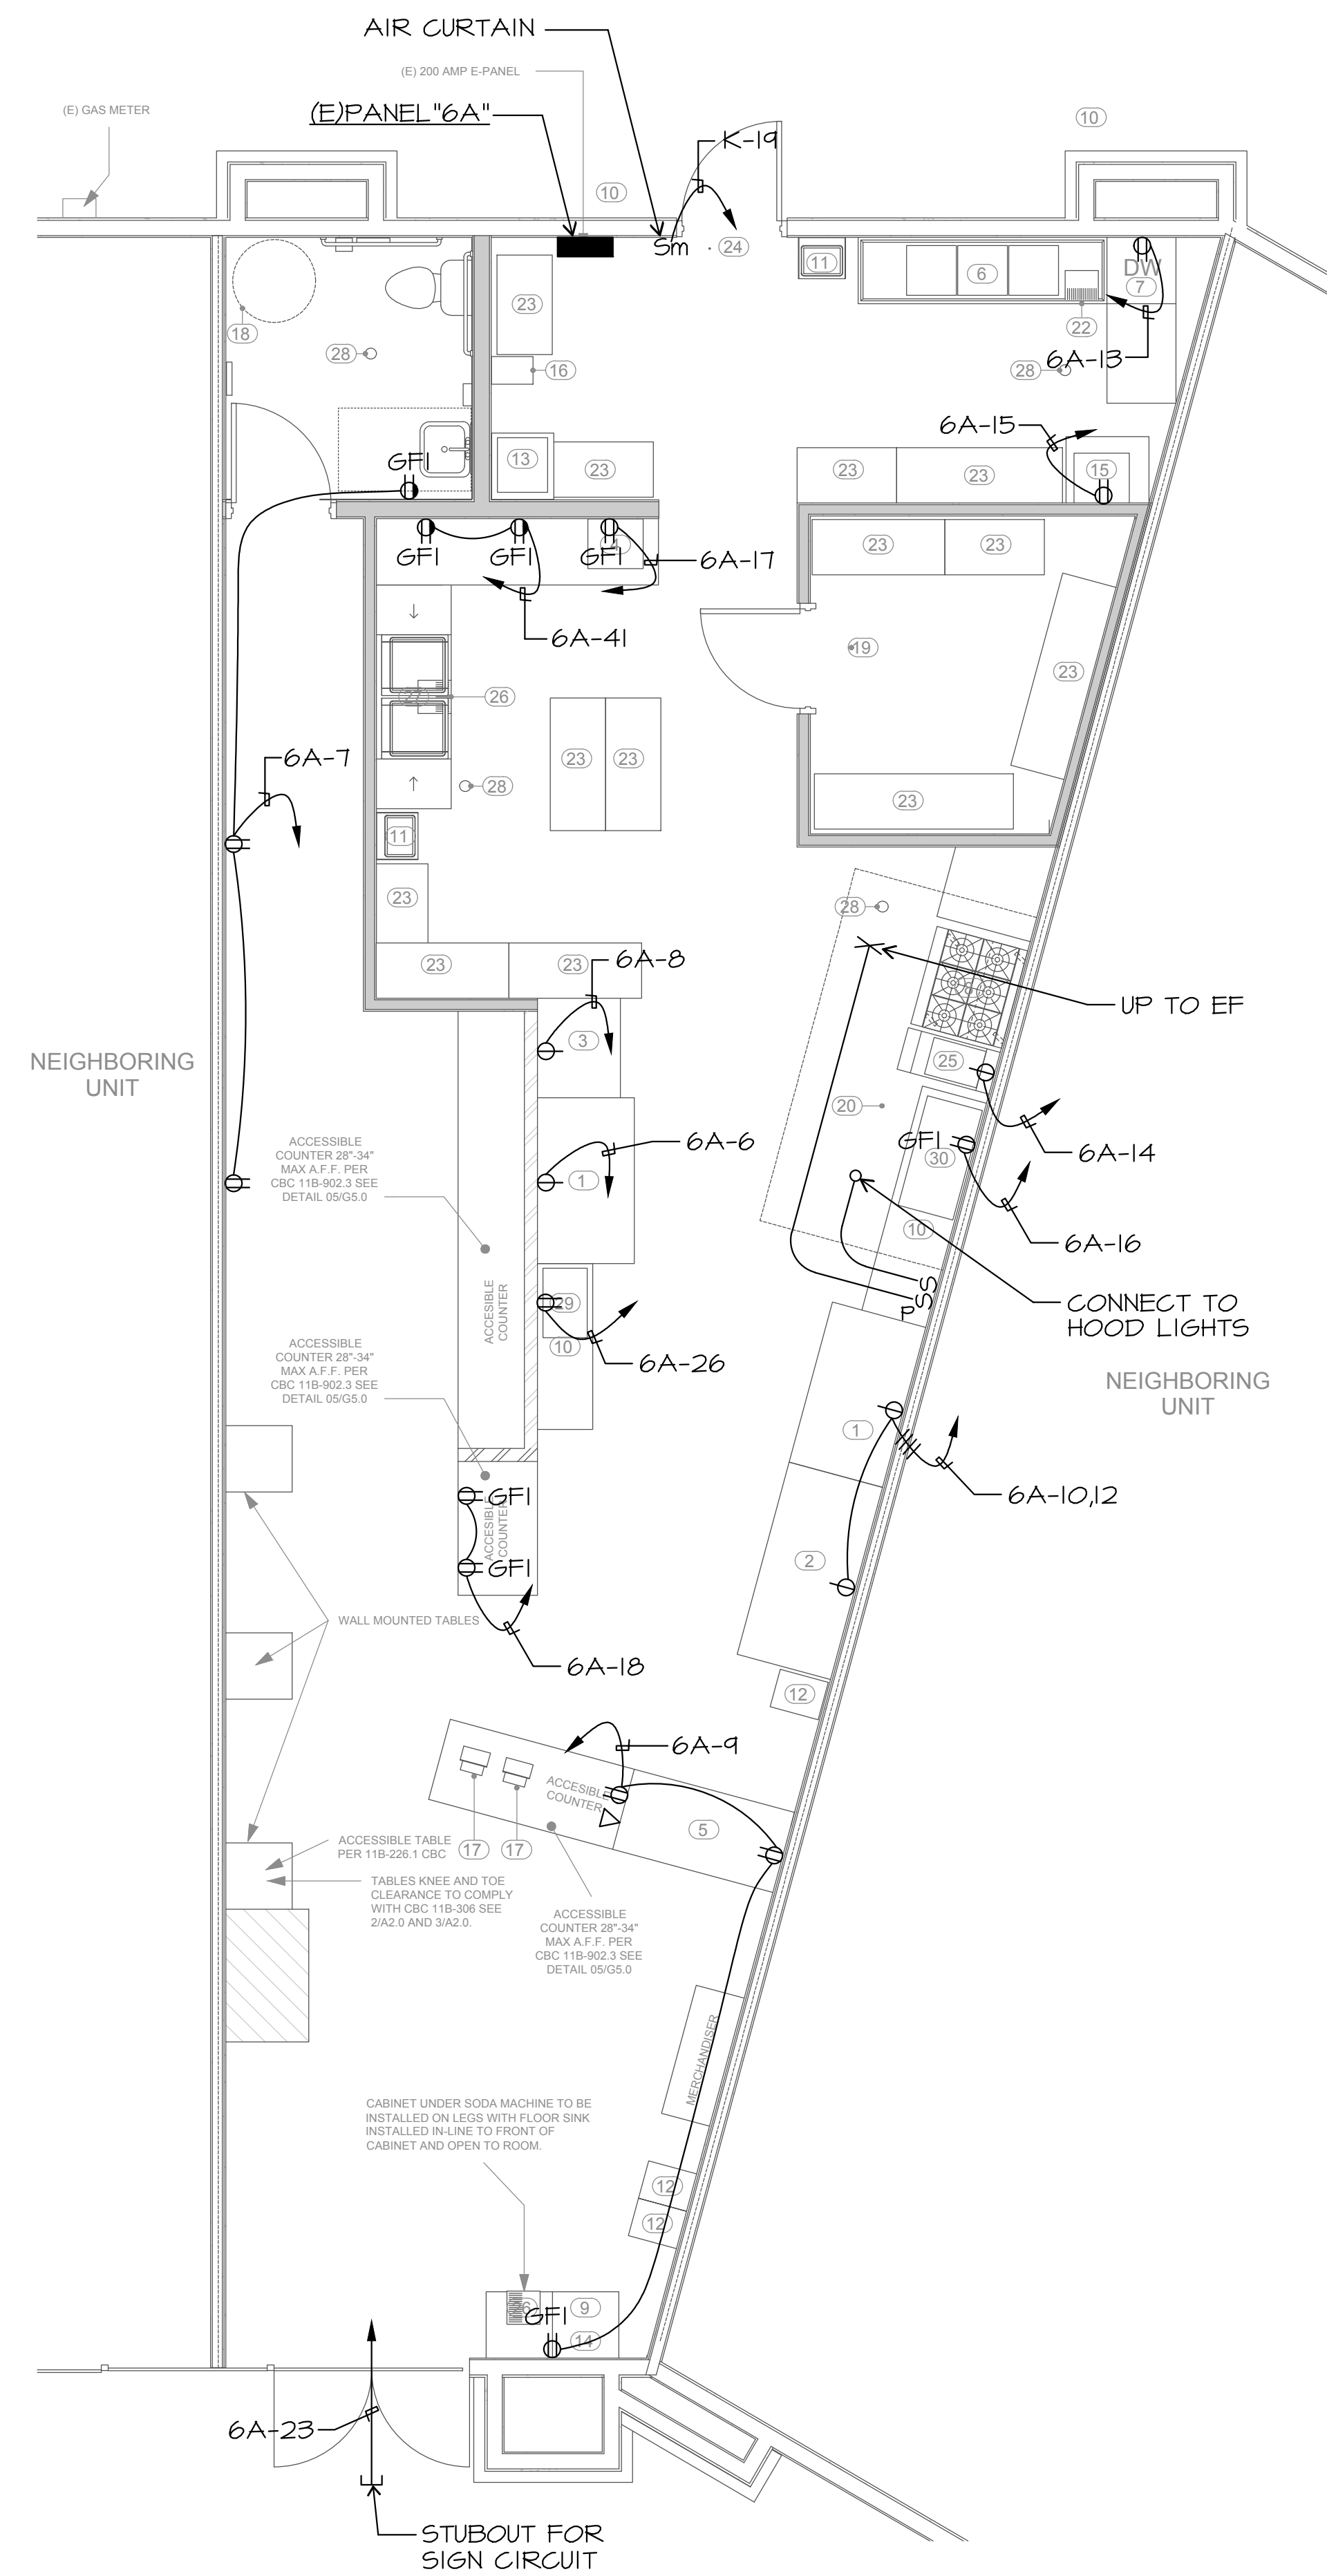 AIR CURTAIN
(E) 200 AMP E-PANEL
(E) GAS METER
(E)PANEL "6A"
10
K-19
10
Sm
24
11
6
DW
7
23
22
18
28
16
28
6A-13
6A-15
GFI
13
23
23
23
15
GFI
GFI
GFI
4
6A-17
23
23
6A-41
19
23
26
23
23
6A-7
28
23
11
23
28
23
23
6A-8
UP TO EF
3
25
NEIGHBORING
UNIT
20
ACCESSIBLE
COUNTER 28"-34"
MAX A.F.F. PER
CBC 11B-902.3 SEE
DETAIL 05/G5.0
6A-6
1
GFI
30
6A-14
10
6A-16
ACCESIBLE
COUNTER
29
10
S
S
P
CONNECT TO
HOOD LIGHTS
ACCESSIBLE
COUNTER 28"-34"
MAX A.F.F. PER
CBC 11B-902.3 SEE
DETAIL 05/G5.0
6A-26
NEIGHBORING
UNIT
1
GFI
ACCESIBLE
COUNTER
GFI
6A-10,12
2
WALL MOUNTED TABLES
6A-18
12
6A-9
ACCESIBLE
COUNTER
5
17
17
ACCESSIBLE TABLE
PER 11B-226.1 CBC
TABLES KNEE AND TOE
CLEARANCE TO COMPLY
WITH CBC 11B-306 SEE
2/A2.0 AND 3/A2.0.
ACCESSIBLE
COUNTER 28"-34"
MAX A.F.F. PER
CBC 11B-902.3 SEE
DETAIL 05/G5.0
MERCHANDISER
CABINET UNDER SODA MACHINE TO BE
INSTALLED ON LEGS WITH FLOOR SINK
INSTALLED IN-LINE TO FRONT OF
CABINET AND OPEN TO ROOM.
12
12
26
GFI
9
14
6A-23
STUBOUT FOR
SIGN CIRCUIT